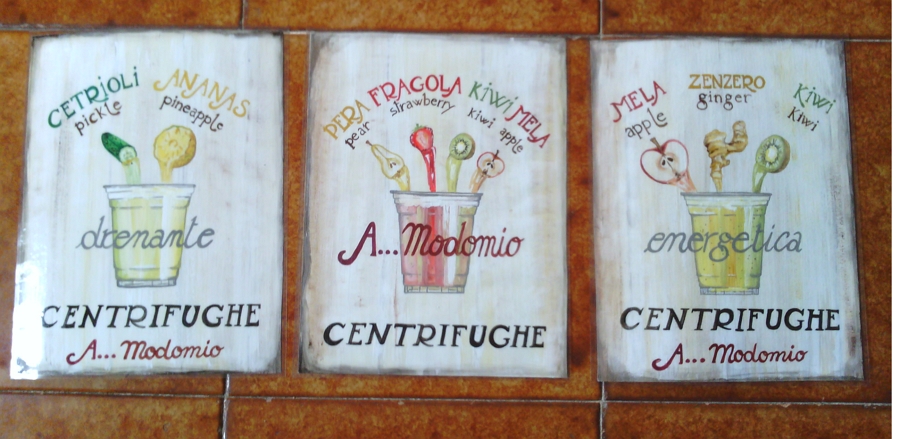 CETRIOLI ANANAS
pickle pineapple
drenante
CENTRIFUGHE
A... Modomio
PERA FRAGOLA KIWI MELA
pear strawberry kiwi apple
A... Modomio
CENTRIFUGHE
MELA ZENZERO KIWI
apple ginger KIWI
energetica
CENTRIFUGHE
A... Modomio